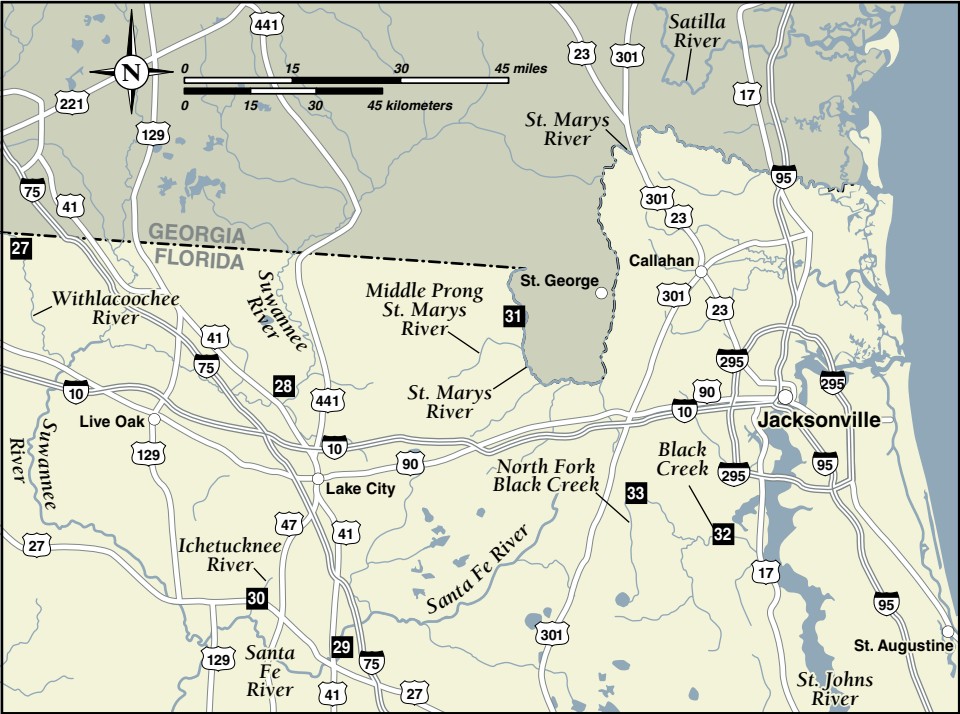 441
Satilla
River
23
301
N
0 15 30 45 miles
0 15 30 45 kilometers
221
17
129
St. Marys
River
75
95
41
301
23
27
GEORGIA
FLORIDA
Callahan
St. George
Suwannee
River
Withlacoochee
River
Middle Prong
St. Marys
River
301
23
31
41
75
295
295
28
10
441
St. Marys
River
90
10
Live Oak
Jacksonville
129
10
90
Suwannee
River
Black
Creek
95
North Fork
Black Creek
295
Lake City
33
47
41
32
27
Ichetucknee
River
Santa Fe River
17
30
95
301
29
St. Augustine
129
Santa
Fe
River
75
41
27
St. Johns
River